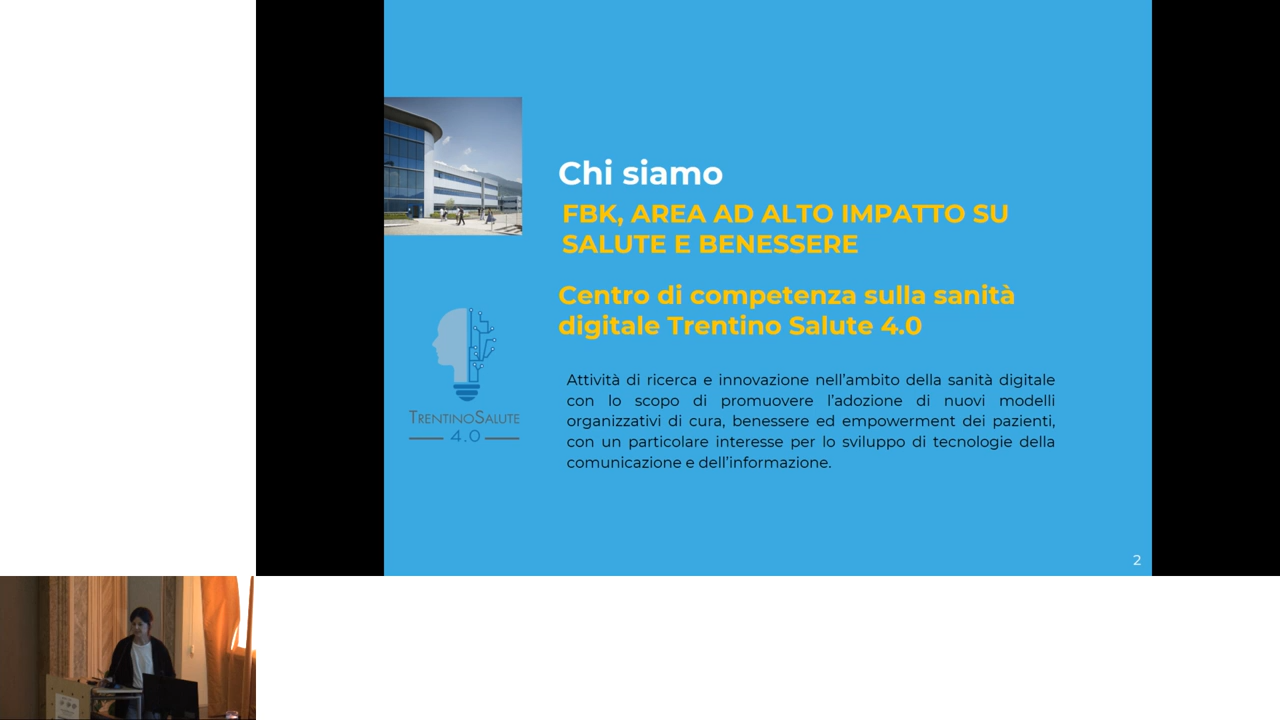 Chi siamo
FBK, AREA AD ALTO IMPATTO SU
SALUTE E BENESSERE
Centro di competenza sulla sanità
digitale Trentino Salute 4.0
Attività di ricerca e innovazione nell’ambito della sanità digitale
con lo scopo di promuovere l’adozione di nuovi modelli
organizzativi di cura, benessere ed empowerment dei pazienti,
con un particolare interesse per lo sviluppo di tecnologie della
comunicazione e dell’informazione.
TRENTINOSALUTE
4.0
2